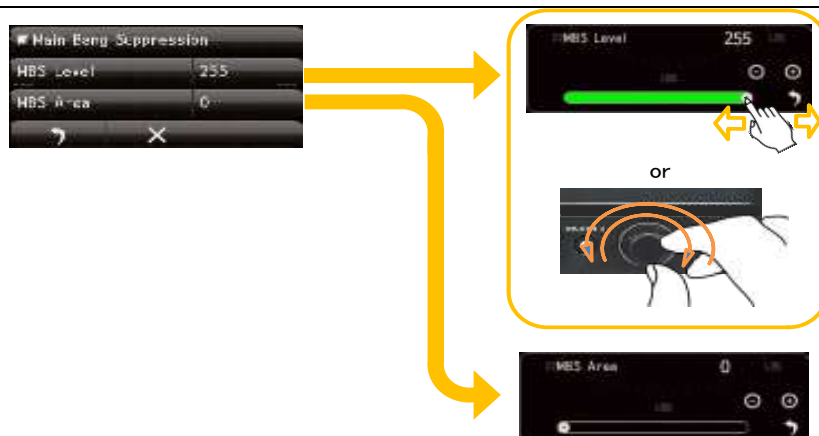 Main Bang Suppression
MBS Level 255
MBS Area 0
MBS Level 255
or
MBS Area 0